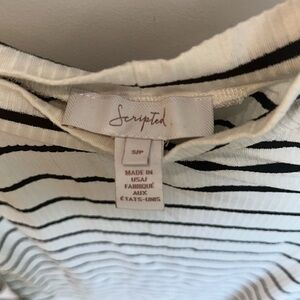 Scripted
S/P
MADE IN
USA/
FABRIQUÉ
AUX
ÉTATS-UNIS